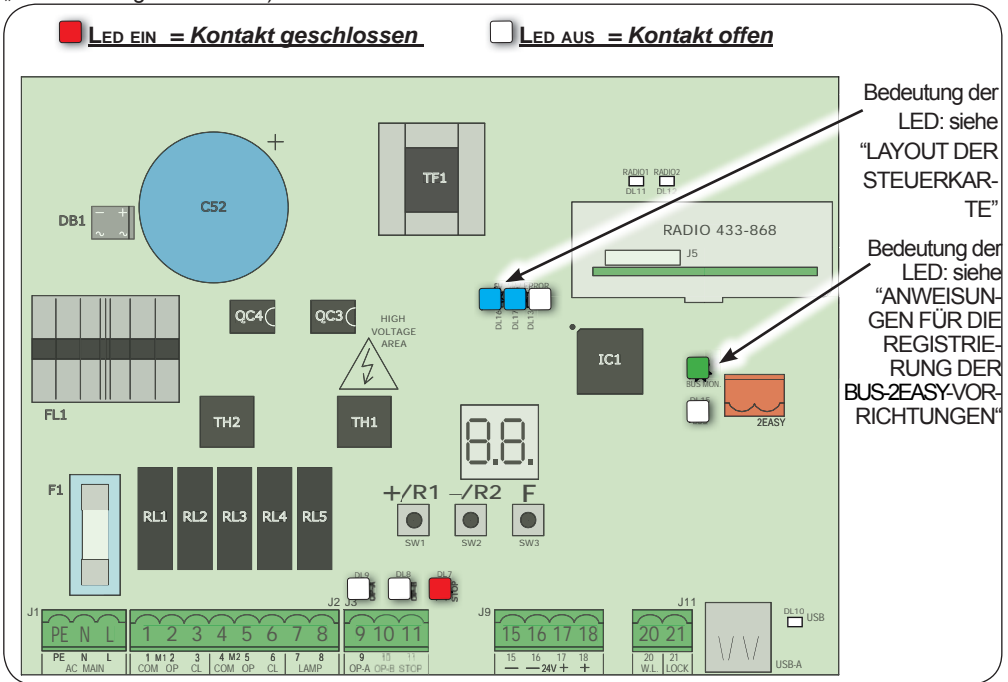 LED EIN = Kontakt geschlossen
LED AUS = Kontakt offen
Bedeutung der
LED: siehe
“LAYOUT DER
STEUERKAR-
TE”
Bedeutung der
LED: siehe
“ANWEISUN-
GEN FÜR DIE
REGISTRIE-
RUNG DER
BUS-2EASY-VOR-
RICHTUNGEN“
+
TF1
RADIO1 RADIO2
DL11 DL12
C52
DB1
− +
~ ~
RADIO 433-868
J5
DL16 DL17 DL13
QC4 QC3
HIGH
VOLTAGE
AREA
IC1
BUS MON.
2EASY
FL1
TH2 TH1
8.8.
F1
+/R1 −/R2 F
RL1 RL2 RL3 RL4 RL5
SW1 SW2 SW3
DL9 DL8 DL7
OP-A OP-B STOP
J1 J2 J3 J9 J11
DL10 USB
PE N L 1 2 3 4 5 6 7 8 9 10 11 15 16 17 18 20 21
PE N L 1 M1 2 3 4 M2 5 6 7 8 9 10 11 15 16 17 18 20 21
AC MAIN COM OP CL COM OP CL LAMP OP-A OP-B STOP − − 24V + + W.L. LOCK
USB-A